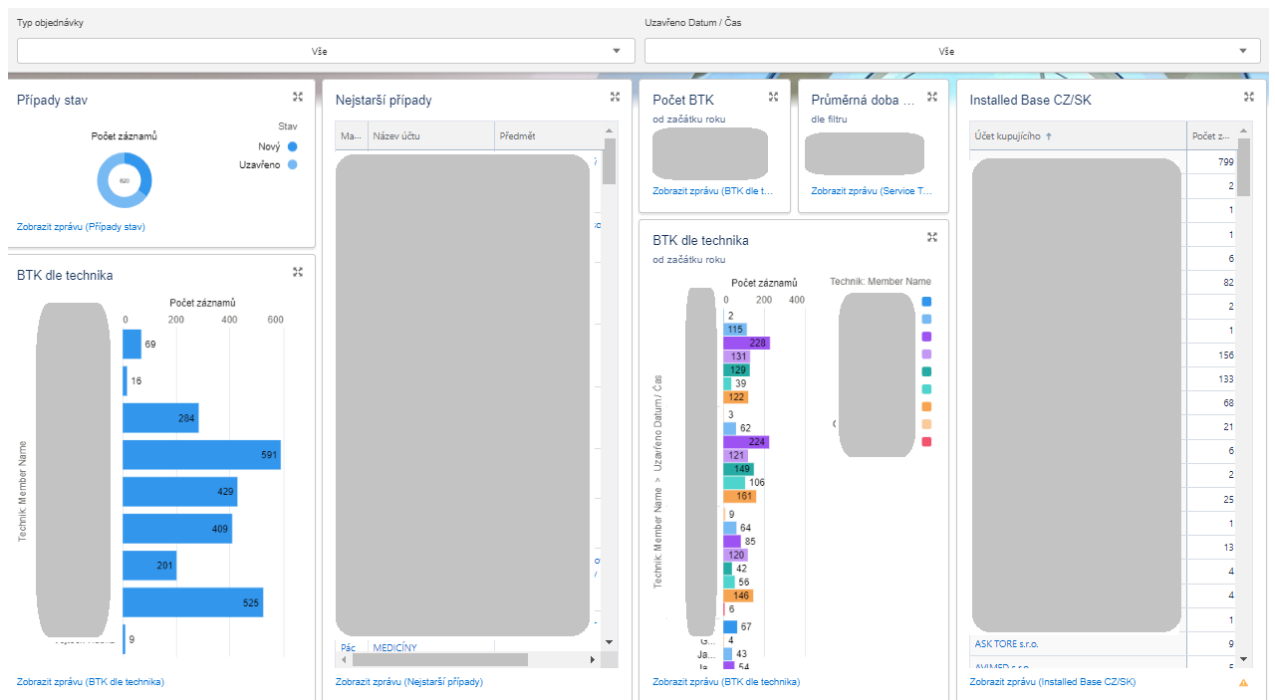 Typ objednávky
Vše
Uzavřeno Datum / Čas
Vše
Případy stav
Počet záznamů
620
Stav
Nový
Uzavřeno
Zobrazit zprávu (Případy stav)
BTK dle technika
Počet záznamů
0 200 400 600
Technik: Member Name
69
16
284
591
429
409
201
525
9
Zobrazit zprávu (BTK dle technika)
Nejstarší případy
Ma... Název účtu Předmět
Pác MEDICÍNY
Zobrazit zprávu (Nejstarší případy)
Počet BTK
od začátku roku
Zobrazit zprávu (BTK dle t...
Průměrná doba ...
dle filtru
Zobrazit zprávu (Service T...
BTK dle technika
od začátku roku
Počet záznamů
0 200 400
Technik: Member Name
Technik: Member Name > Uzavřeno Datum / Čas
2
115
228
131
129
39
122
3
62
224
121
149
106
161
9
64
85
120
42
56
146
6
67
G... 4
Ja... 43
Ja... 54
Zobrazit zprávu (BTK dle technika)
Installed Base CZ/SK
Účet kupujícího ↑ Počet z...
799
2
1
1
6
82
2
1
156
133
68
21
6
2
25
1
13
4
4
1
ASK TORE s.r.o. 9
AVIMED s.r.o. 5
Zobrazit zprávu (Installed Base CZ/SK)